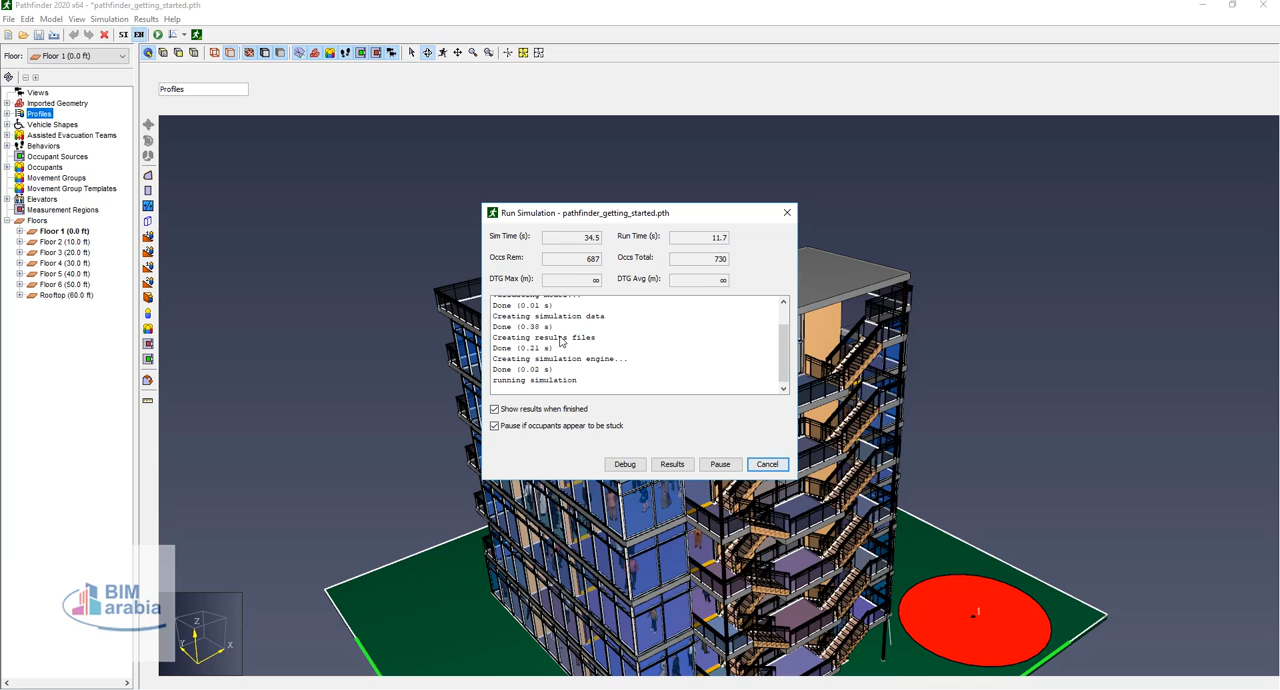 Pathfinder 2020 x64 - *pathfinder_getting_started.pth
File Edit Model View Simulation Results Help
SI EN
Floor: Floor 1 (0.0 ft)
Profiles
Views
Imported Geometry
Profiles
Vehicle Shapes
Assisted Evacuation Teams
Behaviors
Occupant Sources
Occupants
Movement Groups
Movement Group Templates
Elevators
Measurement Regions
Floors
Floor 1 (0.0 ft)
Floor 2 (10.0 ft)
Floor 3 (20.0 ft)
Floor 4 (30.0 ft)
Floor 5 (40.0 ft)
Floor 6 (50.0 ft)
Rooftop (60.0 ft)
Run Simulation - pathfinder_getting_started.pth
Sim Time (s): 34.5 Run Time (s): 11.7
Occs Rem: 687 Occs Total: 730
DTG Max (m): ∞ DTG Avg (m): ∞
Validating model...
Done (0.01 s)
Creating simulation data
Done (0.38 s)
Creating results files
Done (0.21 s)
Creating simulation engine...
Done (0.02 s)
running simulation
Show results when finished
Pause if occupants appear to be stuck
Debug Results Pause Cancel
1
BIM
arabia
Z
Y X